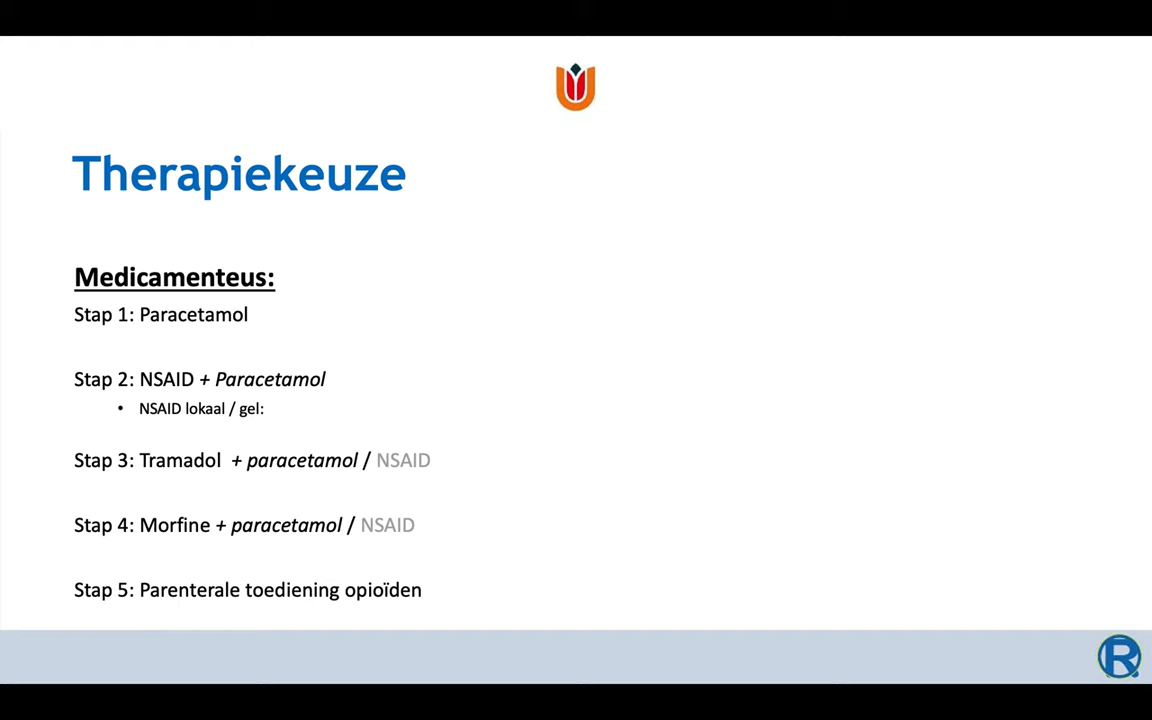 Therapiekeuze
Medicamenteus:
Stap 1: Paracetamol
Stap 2: NSAID + Paracetamol
• NSAID lokaal / gel:
Stap 3: Tramadol + paracetamol / NSAID
Stap 4: Morfine + paracetamol / NSAID
Stap 5: Parenterale toediening opioïden
R